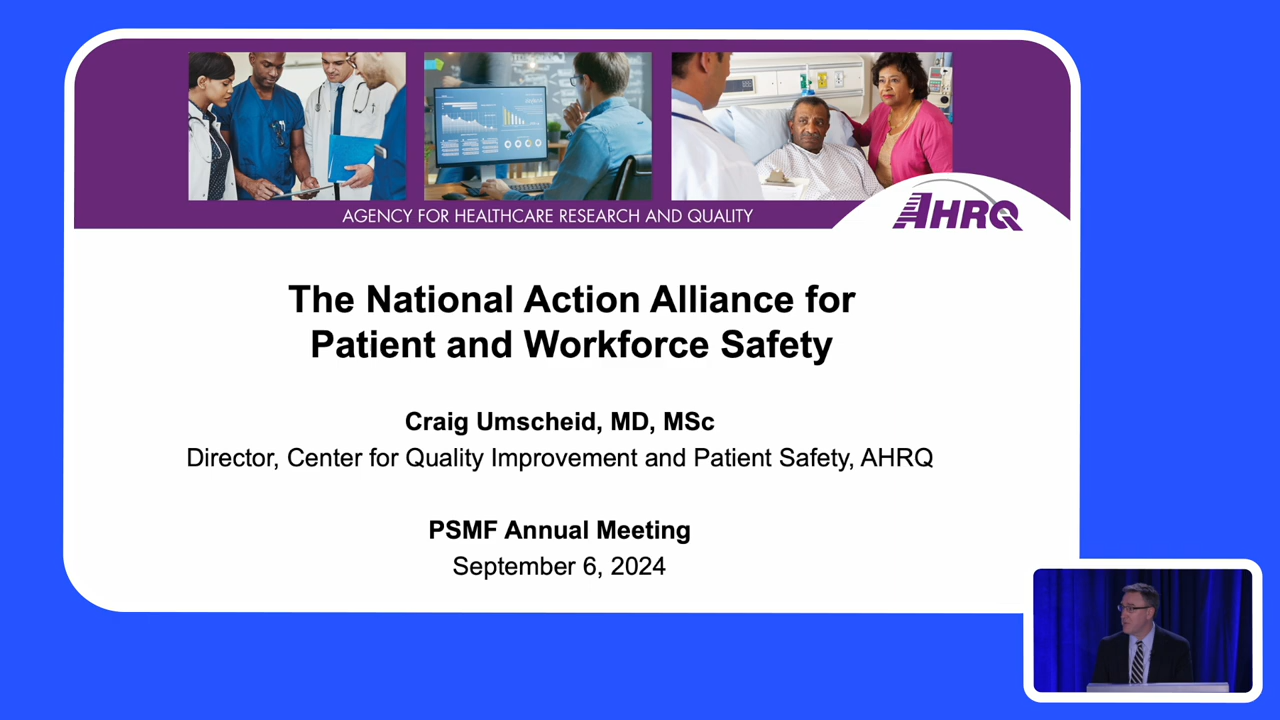 AGENCY FOR HEALTHCARE RESEARCH AND QUALITY
AHRQ
The National Action Alliance for
Patient and Workforce Safety
Craig Umscheid, MD, MSc
Director, Center for Quality Improvement and Patient Safety, AHRQ
PSMF Annual Meeting
September 6, 2024